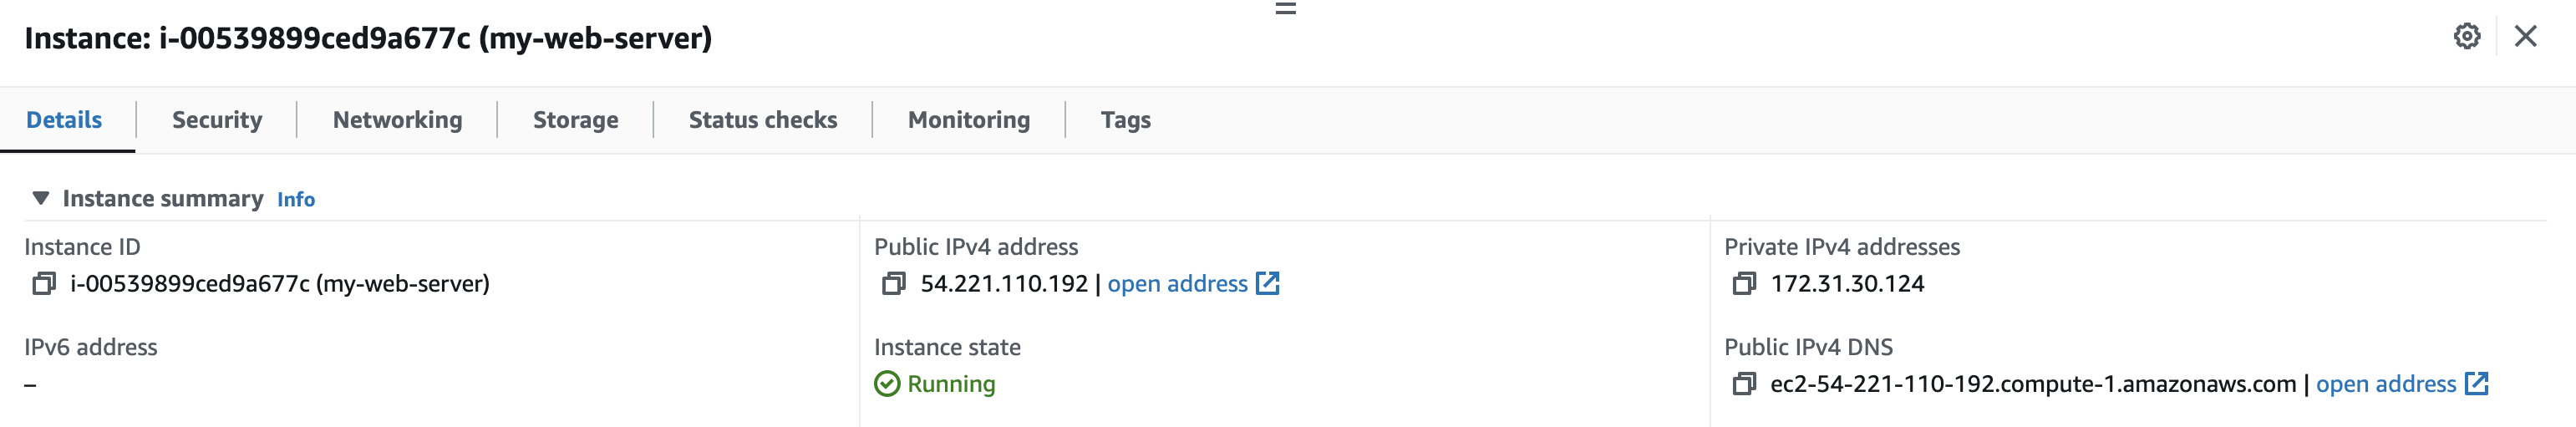 Instance: i-00539899ced9a677c (my-web-server)
Details
Security
Networking
Storage
Status checks
Monitoring
Tags
Instance summary Info
Instance ID
i-00539899ced9a677c (my-web-server)
Public IPv4 address
54.221.110.192 | open address
Private IPv4 addresses
172.31.30.124
IPv6 address
–
Instance state
Running
Public IPv4 DNS
ec2-54-221-110-192.compute-1.amazonaws.com | open address